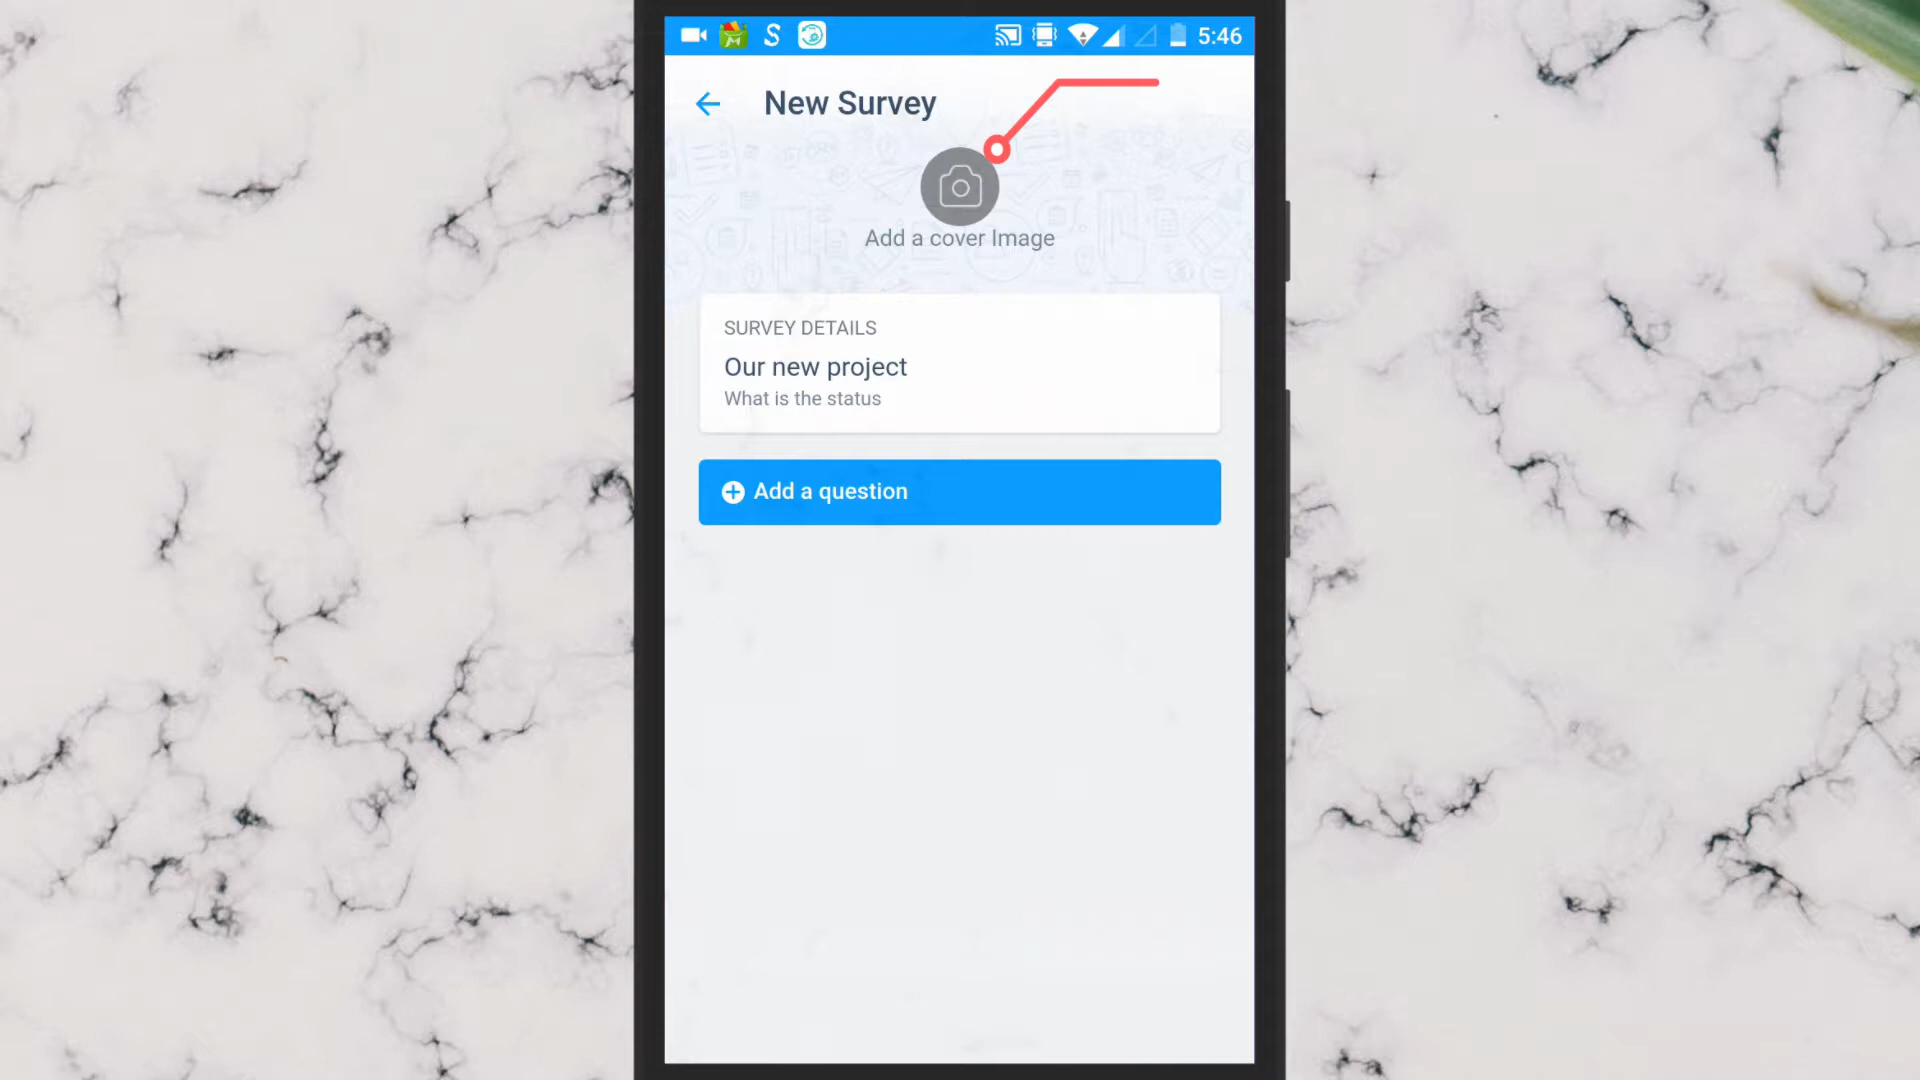 5:46
New Survey
Add a cover Image
SURVEY DETAILS
Our new project
What is the status
Add a question